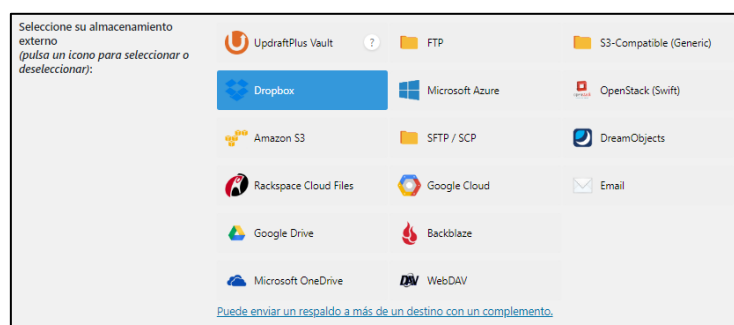 Seleccione su almacenamiento
externo
(pulsa un icono para seleccionar o
deseleccionar):
UpdraftPlus Vault ? FTP S3-Compatible (Generic)
Dropbox Microsoft Azure OpenStack (Swift)
Amazon S3 SFTP / SCP DreamObjects
Rackspace Cloud Files Google Cloud Email
Google Drive Backblaze
Microsoft OneDrive DAV WebDAV
Puede enviar un respaldo a más de un destino con un complemento.